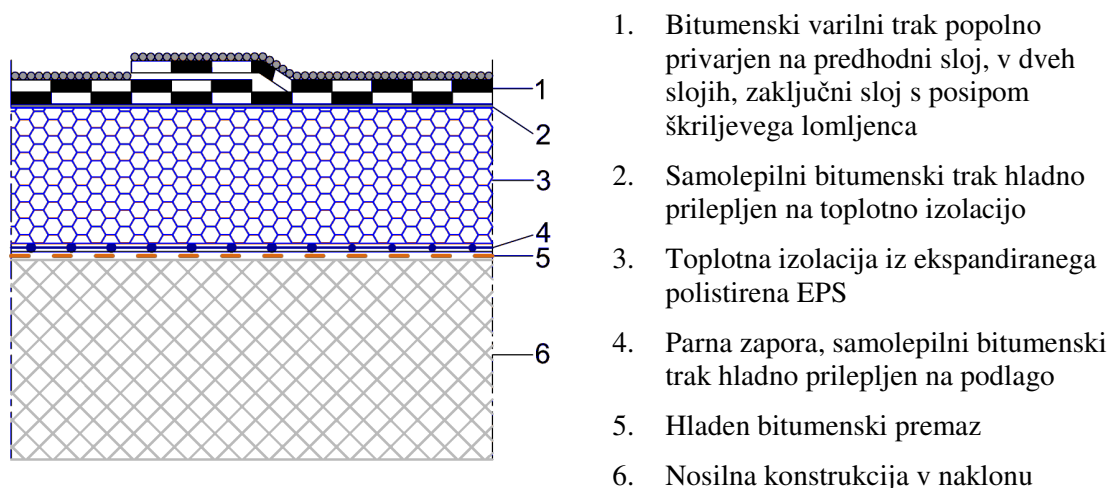 1
2
3
4
5
6
1. Bitumenski varilni trak popolno
privarjen na predhodni sloj, v dveh
slojih, zaključni sloj s posipom
škriljevega lomljenca
2. Samolepilni bitumenski trak hladno
prilepljen na toplotno izolacijo
3. Toplotna izolacija iz ekspandiranega
polistirena EPS
4. Parna zapora, samolepilni bitumenski
trak hladno prilepljen na podlago
5. Hladen bitumenski premaz
6. Nosilna konstrukcija v naklonu